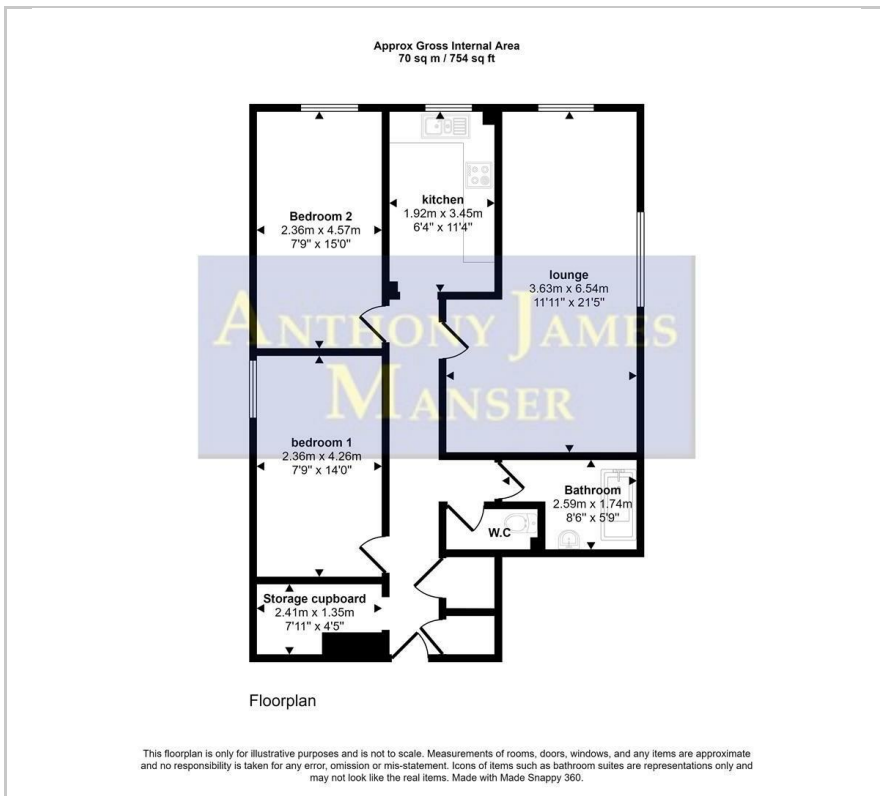 Approx Gross Internal Area
70 sq m / 754 sq ft
Bedroom 2
2.36m x 4.57m
7'9" x 15'0"
kitchen
1.92m x 3.45m
6'4" x 11'4"
lounge
3.63m x 6.54m
11'11" x 21'5"
ANTHONY JAMES
MANSER
bedroom 1
2.36m x 4.26m
7'9" x 14'0"
Bathroom
2.59m x 1.74m
8'6" x 5'9"
W.C
Storage cupboard
2.41m x 1.35m
7'11" x 4'5"
Floorplan
This floorplan is only for illustrative purposes and is not to scale. Measurements of rooms, doors, windows, and any items are approximate
and no responsibility is taken for any error, omission or mis-statement. Icons of items such as bathroom suites are representations only and
may not look like the real items. Made with Made Snappy 360.